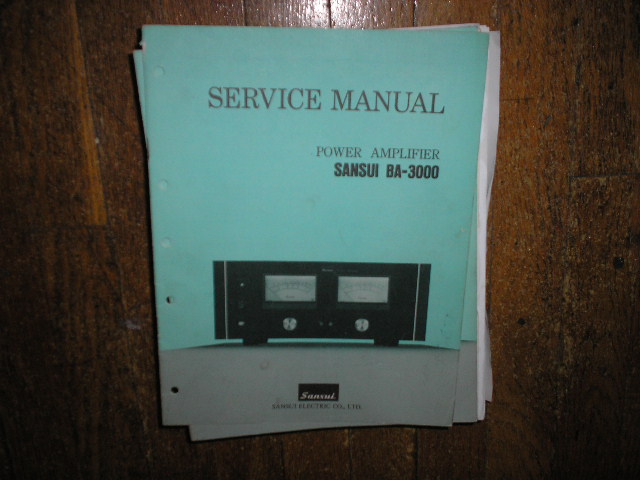 SERVICE MANUAL
POWER AMPLIFIER
SANSUI BA-3000
Sansui
SANSUI ELECTRIC CO., LTD.